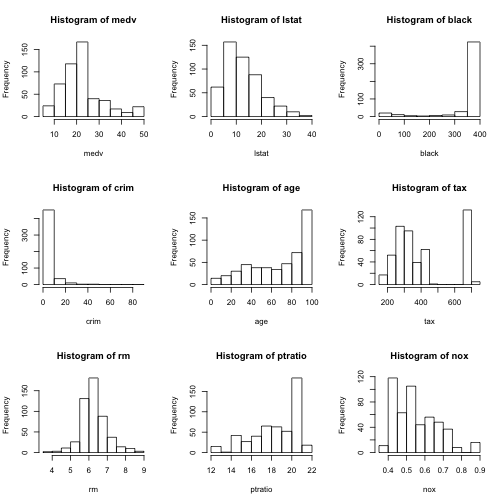 Histogram of medv
Frequency
0 50 100 150
10 20 30 40 50
medv
Histogram of lstat
Frequency
0 50 100 150
0 10 20 30 40
lstat
Histogram of black
Frequency
0 100 300
0 100 200 300 400
black
Histogram of crim
Frequency
0 100 300
0 20 40 60 80
crim
Histogram of age
Frequency
0 50 100 150
0 20 40 60 80 100
age
Histogram of tax
Frequency
0 40 80 120
200 400 600
tax
Histogram of rm
Frequency
0 50 100 150
4 5 6 7 8 9
rm
Histogram of ptratio
Frequency
0 50 100 150
12 14 16 18 20 22
ptratio
Histogram of nox
Frequency
0 40 80 120
0.4 0.5 0.6 0.7 0.8 0.9
nox